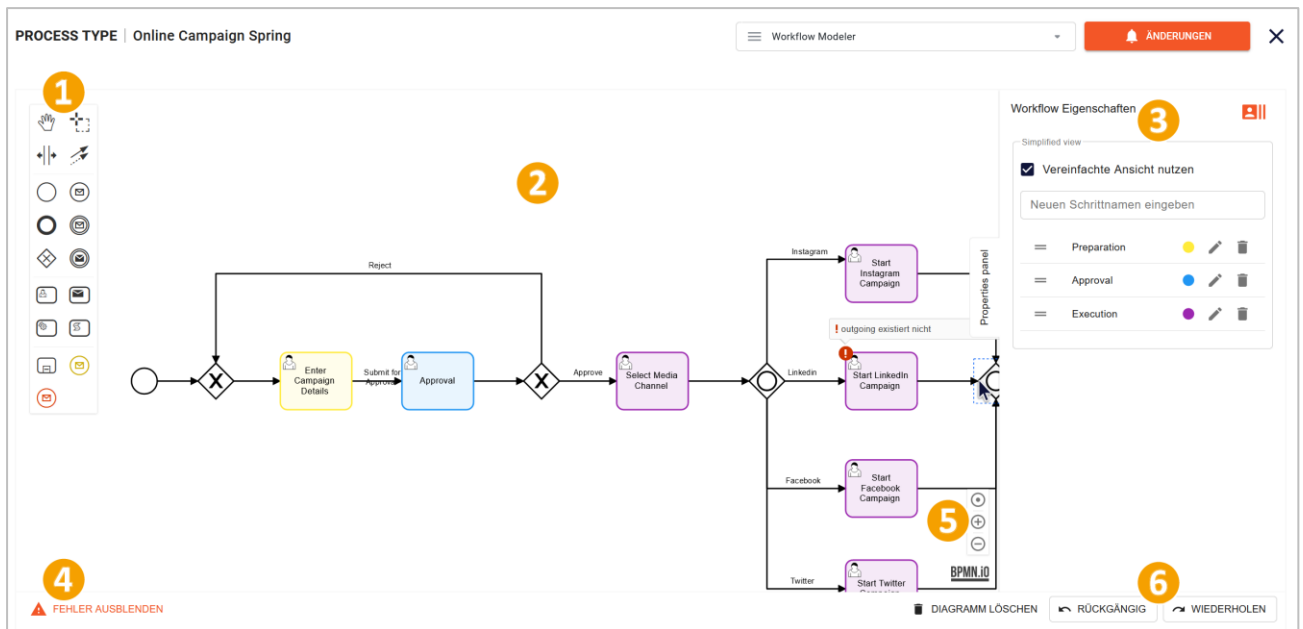 PROCESS TYPE | Online Campaign Spring
Workflow Modeler
ÄNDERUNGEN
1
2
3
Workflow Eigenschaften
Simplified view
Vereinfachte Ansicht nutzen
Neuen Schrittnamen eingeben
Preparation
Approval
Execution
Properties panel
Reject
Instagram
Start
Instagram
Campaign
! outgoing existiert nicht
Enter
Campaign
Details
Submit for
Approval
Approval
X
X
Approve
Select Media
Channel
Linkedin
Start LinkedIn
Campaign
Facebook
Start
Facebook
Campaign
5
Twitter
Start Twitter
Campaign
BPMN.iO
4
6
FEHLER AUSBLENDEN
DIAGRAMM LÖSCHEN
RÜCKGÄNGIG
WIEDERHOLEN